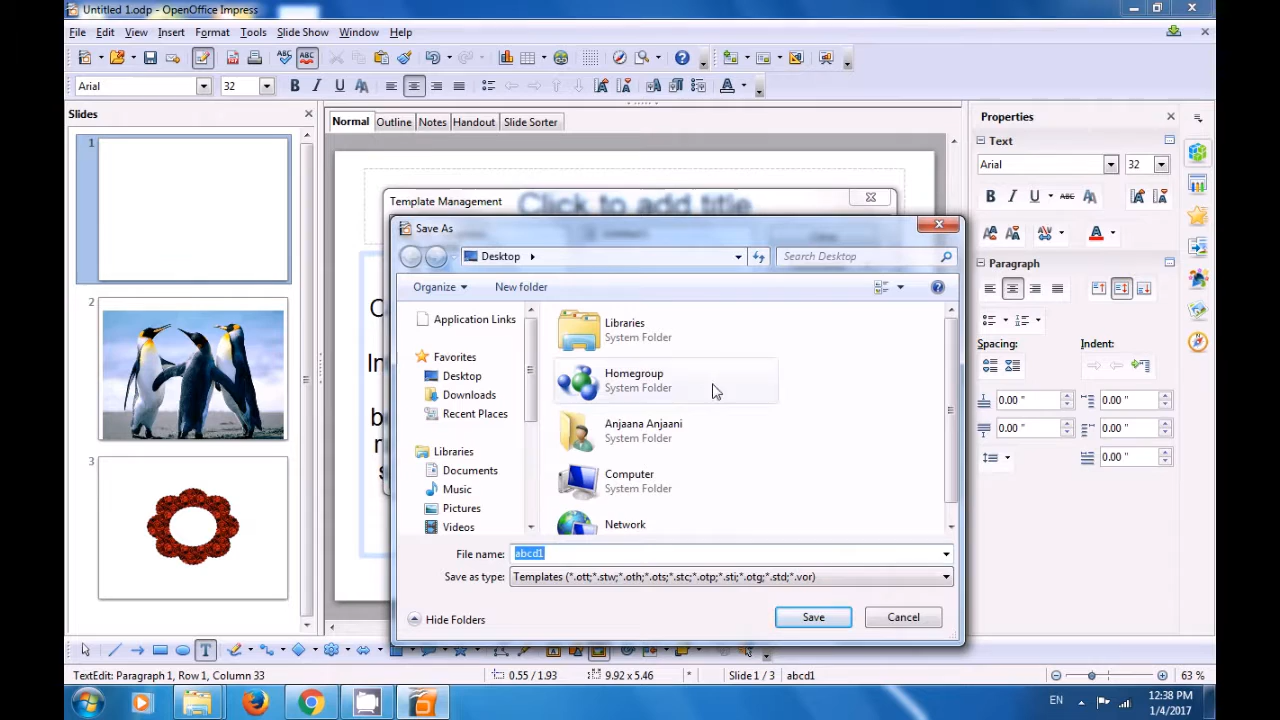 Untitled 1.odp - OpenOffice Impress
File Edit View Insert Format Tools Slide Show Window Help
Arial 32
Slides
Normal Outline Notes Handout Slide Sorter
Properties
Text
Arial 32
Paragraph
Spacing: Indent:
0.00 " 0.00 "
0.00 " 0.00 "
0.00 "
1
2
3
Click to add title
Template Management
Save As
Desktop
Search Desktop
Organize New folder
Application Links
Favorites
Desktop
Downloads
Recent Places
Libraries
Documents
Music
Pictures
Videos
Libraries
System Folder
Homegroup
System Folder
Anjaana Anjaani
System Folder
Computer
System Folder
Network
File name: abcd1
Save as type: Templates (*.ott;*.stw;*.oth;*.ots;*.stc;*.otp;*.sti;*.otg;*.std;*.vor)
Hide Folders Save Cancel
TextEdit: Paragraph 1, Row 1, Column 33 0.55 / 1.93 9.92 x 5.46 * Slide 1 / 3 abcd1 63 %
EN 12:38 PM
1/4/2017